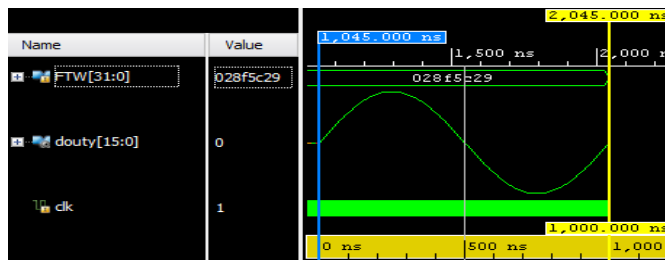 2,045.000 ns
Name Value 1,045.000 ns
1,500 ns 2,000 n
FTW[31:0] 028f5c29 028f5c29
douty[15:0] 0
clk 1
1,000.000 ns
0 ns 500 ns 1,000